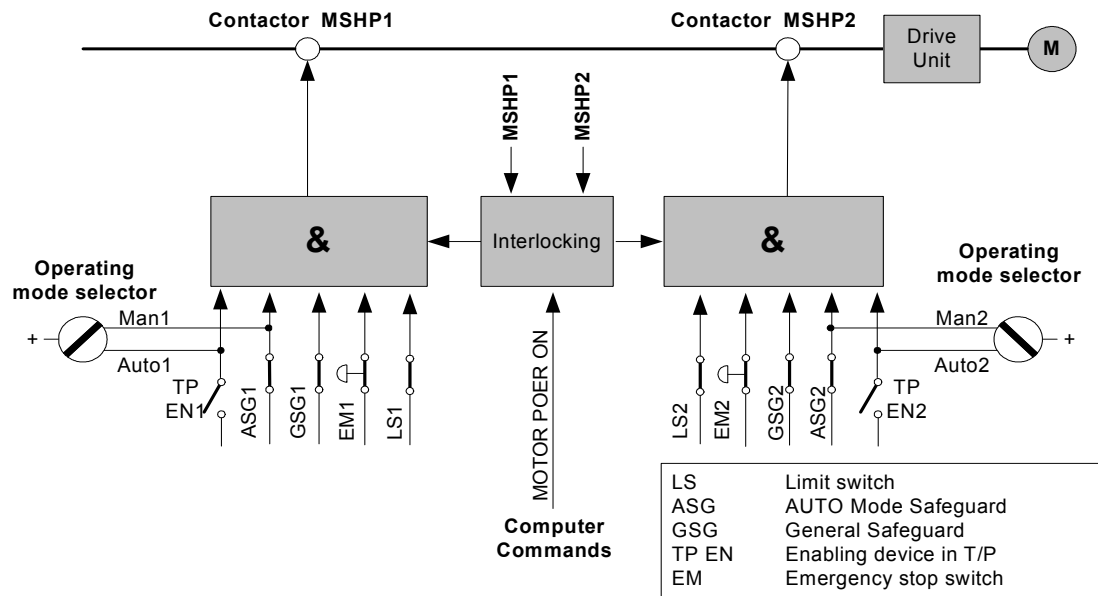 Contactor MSHP1
Contactor MSHP2
Drive
Unit
M
MSHP1
MSHP2
&
Interlocking
&
Operating
mode selector
Operating
mode selector
+
Man1
Auto1
TP
EN1
ASG1
GSG1
EM1
LS1
MOTOR POER ON
LS2
EM2
GSG2
ASG2
TP
EN2
Man2
Auto2
+
Computer
Commands
LS Limit switch
ASG AUTO Mode Safeguard
GSG General Safeguard
TP EN Enabling device in T/P
EM Emergency stop switch